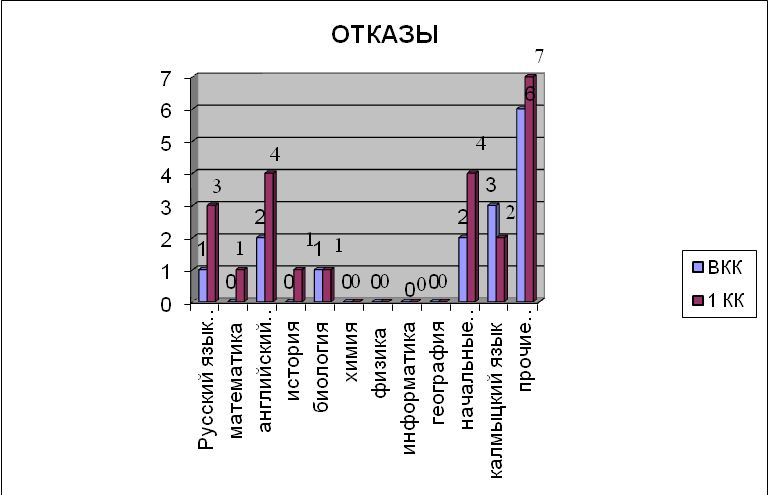 ОТКАЗЫ
7
6
5
4
3
2
1
0
1
3
0
1
2
4
0
1
1
1
0
0
0
0
0
0
0
0
2
4
3
2
6
7
Русский язык...
математика
английский...
история
биология
химия
физика
информатика
география
начальные...
калмыцкий язык
прочие...
ВКК
1 КК